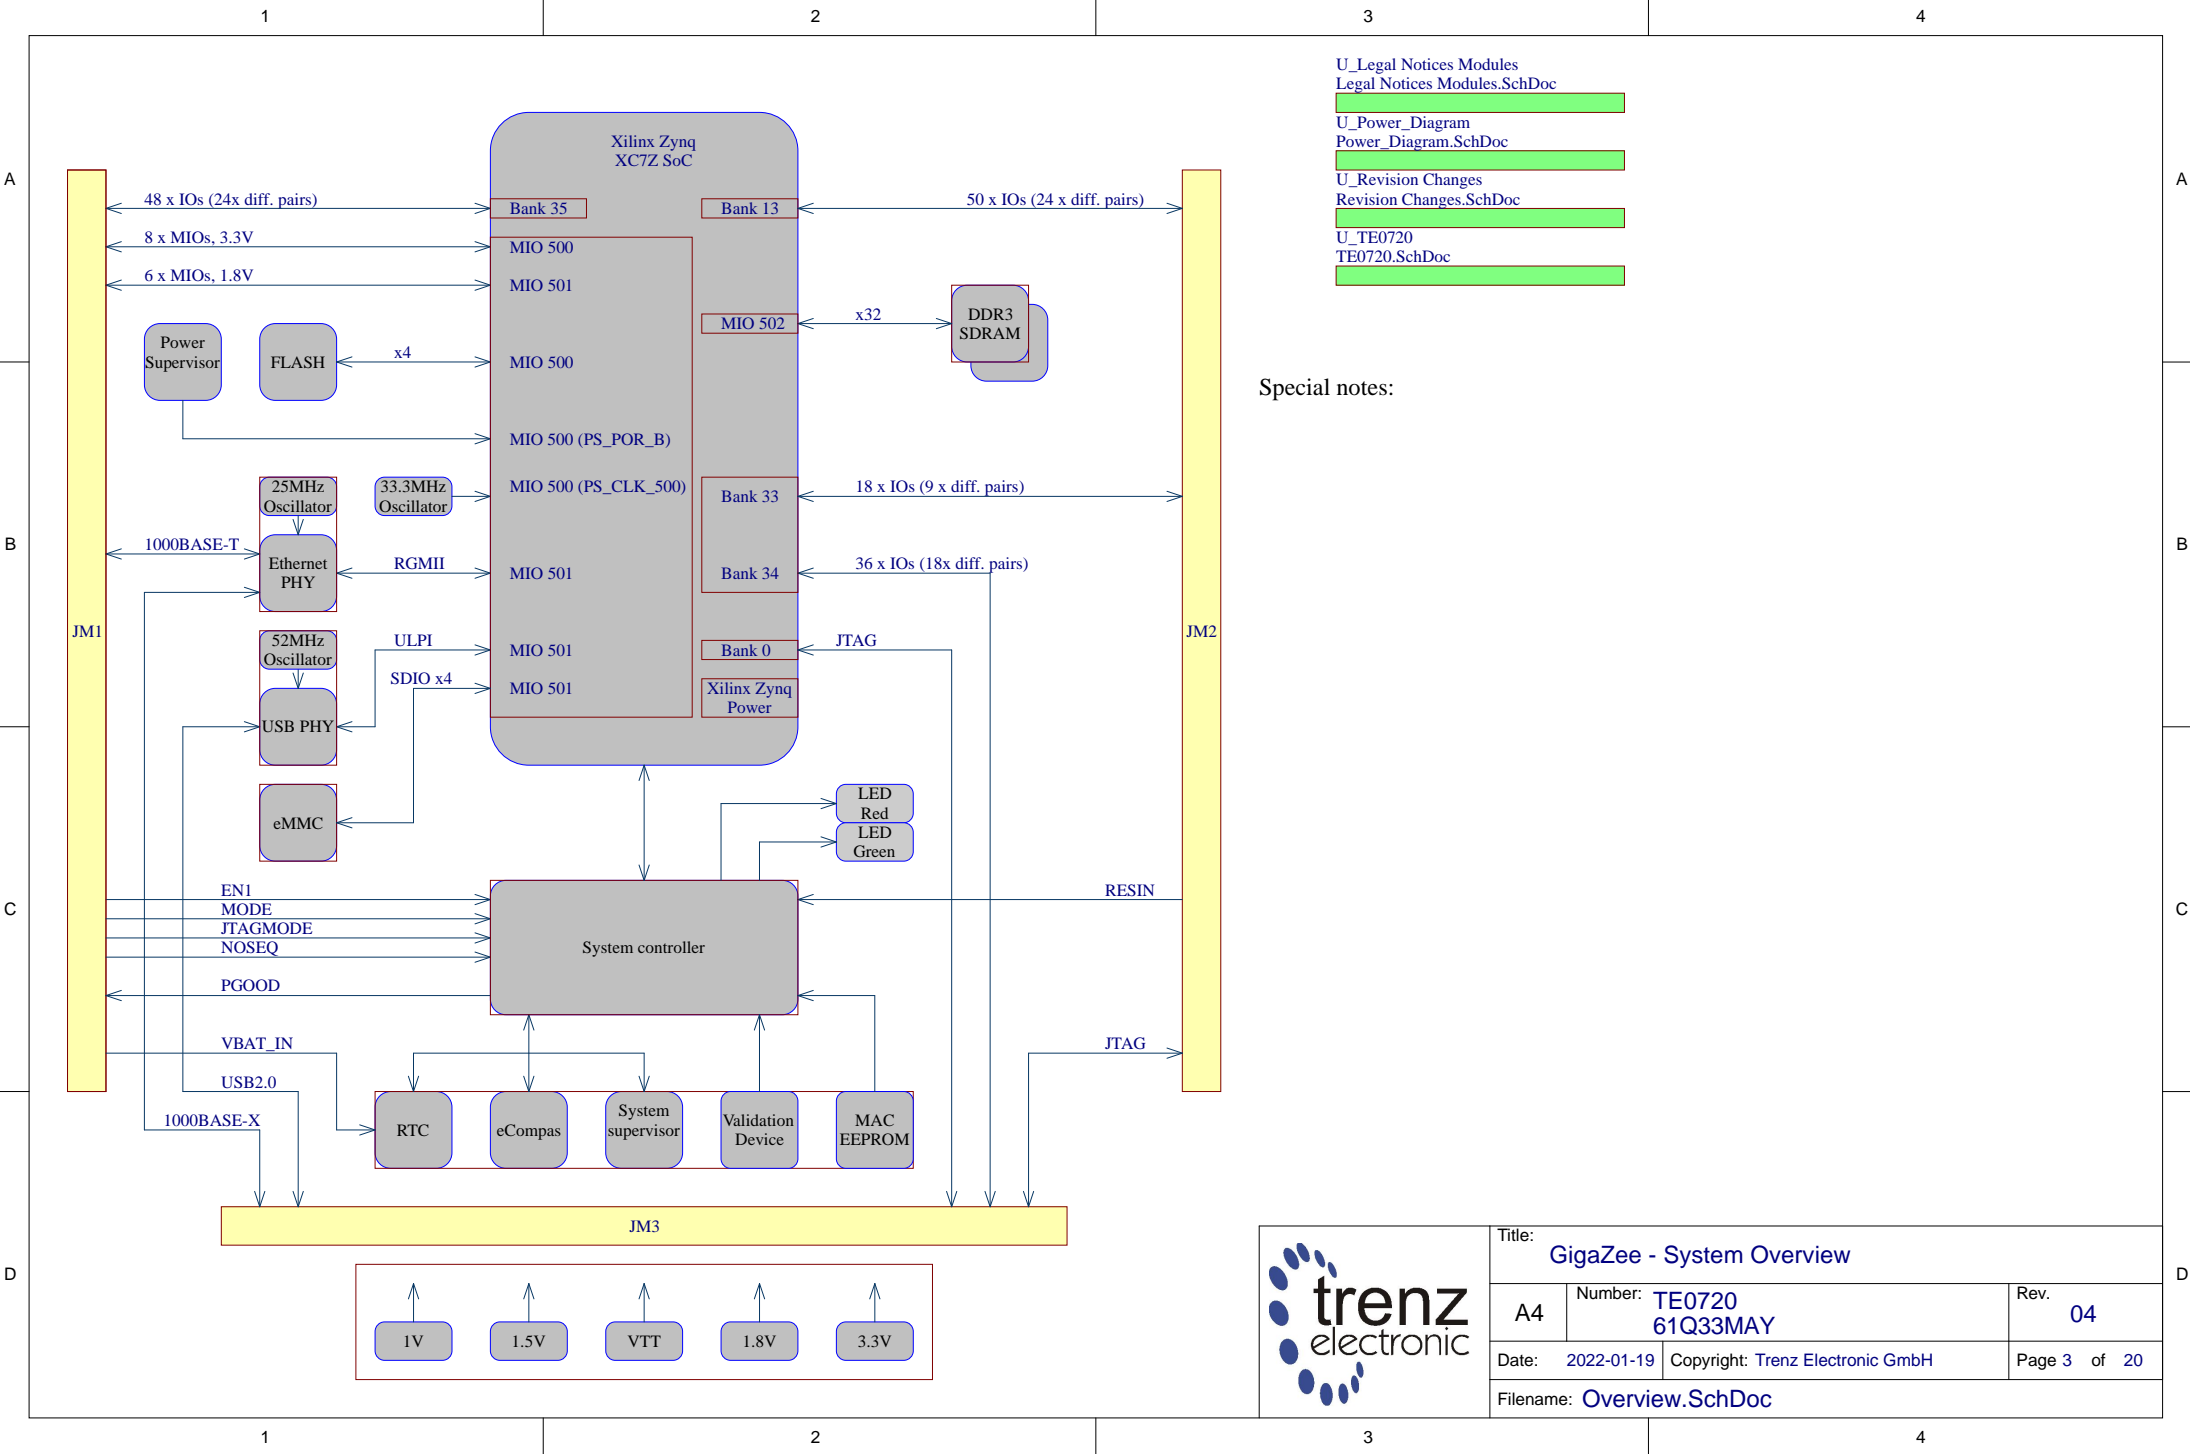 1
2
3
4
A
B
C
D
A
B
C
D
Xilinx Zynq
XC7Z SoC
48 x IOs (24x diff. pairs)
Bank 35
Bank 13
50 x IOs (24 x diff. pairs)
8 x MIOs, 3.3V
MIO 500
6 x MIOs, 1.8V
MIO 501
MIO 502
x32
DDR3
SDRAM
Power
Supervisor
FLASH
x4
MIO 500
MIO 500 (PS_POR_B)
25MHz
Oscillator
33.3MHz
Oscillator
MIO 500 (PS_CLK_500)
Bank 33
18 x IOs (9 x diff. pairs)
1000BASE-T
Ethernet
PHY
RGMII
MIO 501
Bank 34
36 x IOs (18x diff. pairs)
JM1
JM2
52MHz
Oscillator
ULPI
MIO 501
Bank 0
JTAG
SDIO x4
MIO 501
Xilinx Zynq
Power
USB PHY
eMMC
LED
Red
LED
Green
EN1
MODE
JTAGMODE
NOSEQ
PGOOD
System controller
RESIN
VBAT_IN
JTAG
USB2.0
1000BASE-X
RTC
eCompas
System
supervisor
Validation
Device
MAC
EEPROM
JM3
1V
1.5V
VTT
1.8V
3.3V
U_Legal Notices Modules
Legal Notices Modules.SchDoc
U_Power_Diagram
Power_Diagram.SchDoc
U_Revision Changes
Revision Changes.SchDoc
U_TE0720
TE0720.SchDoc
Special notes:
trenz
electronic
Title:
GigaZee - System Overview
A4
Number: TE0720
61Q33MAY
Rev.
04
Date: 2022-01-19
Copyright: Trenz Electronic GmbH
Page 3 of 20
Filename: Overview.SchDoc
1
2
3
4